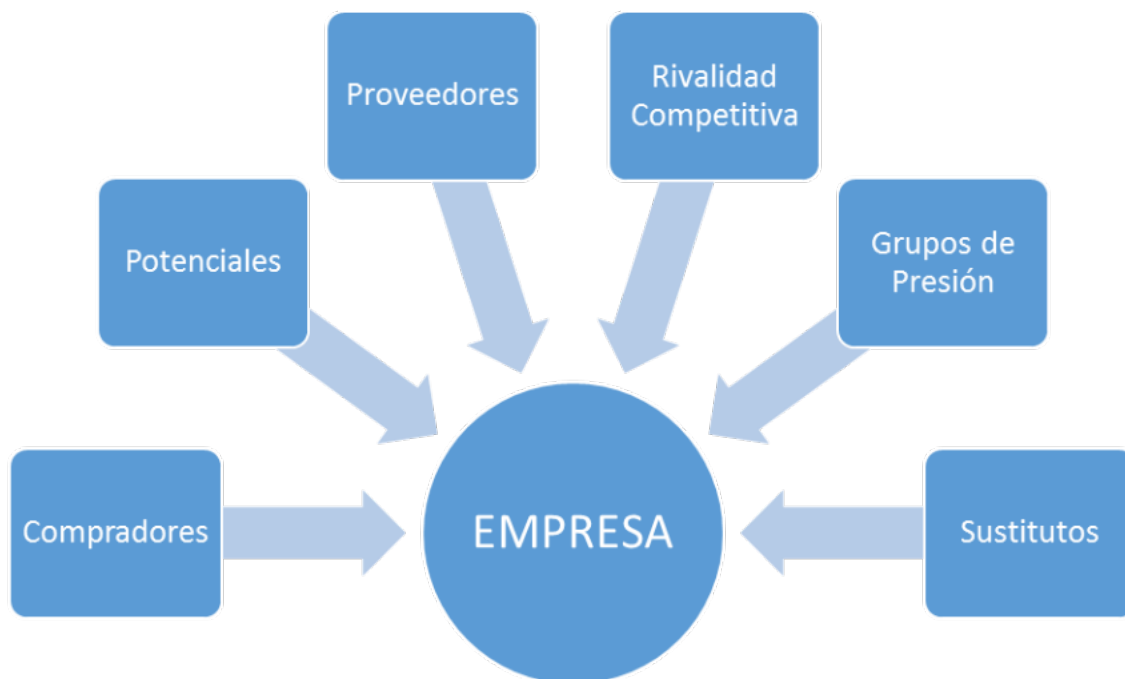 Proveedores
Rivalidad
Competitiva
Potenciales
Grupos de
Presión
Compradores
EMPRESA
Sustitutos